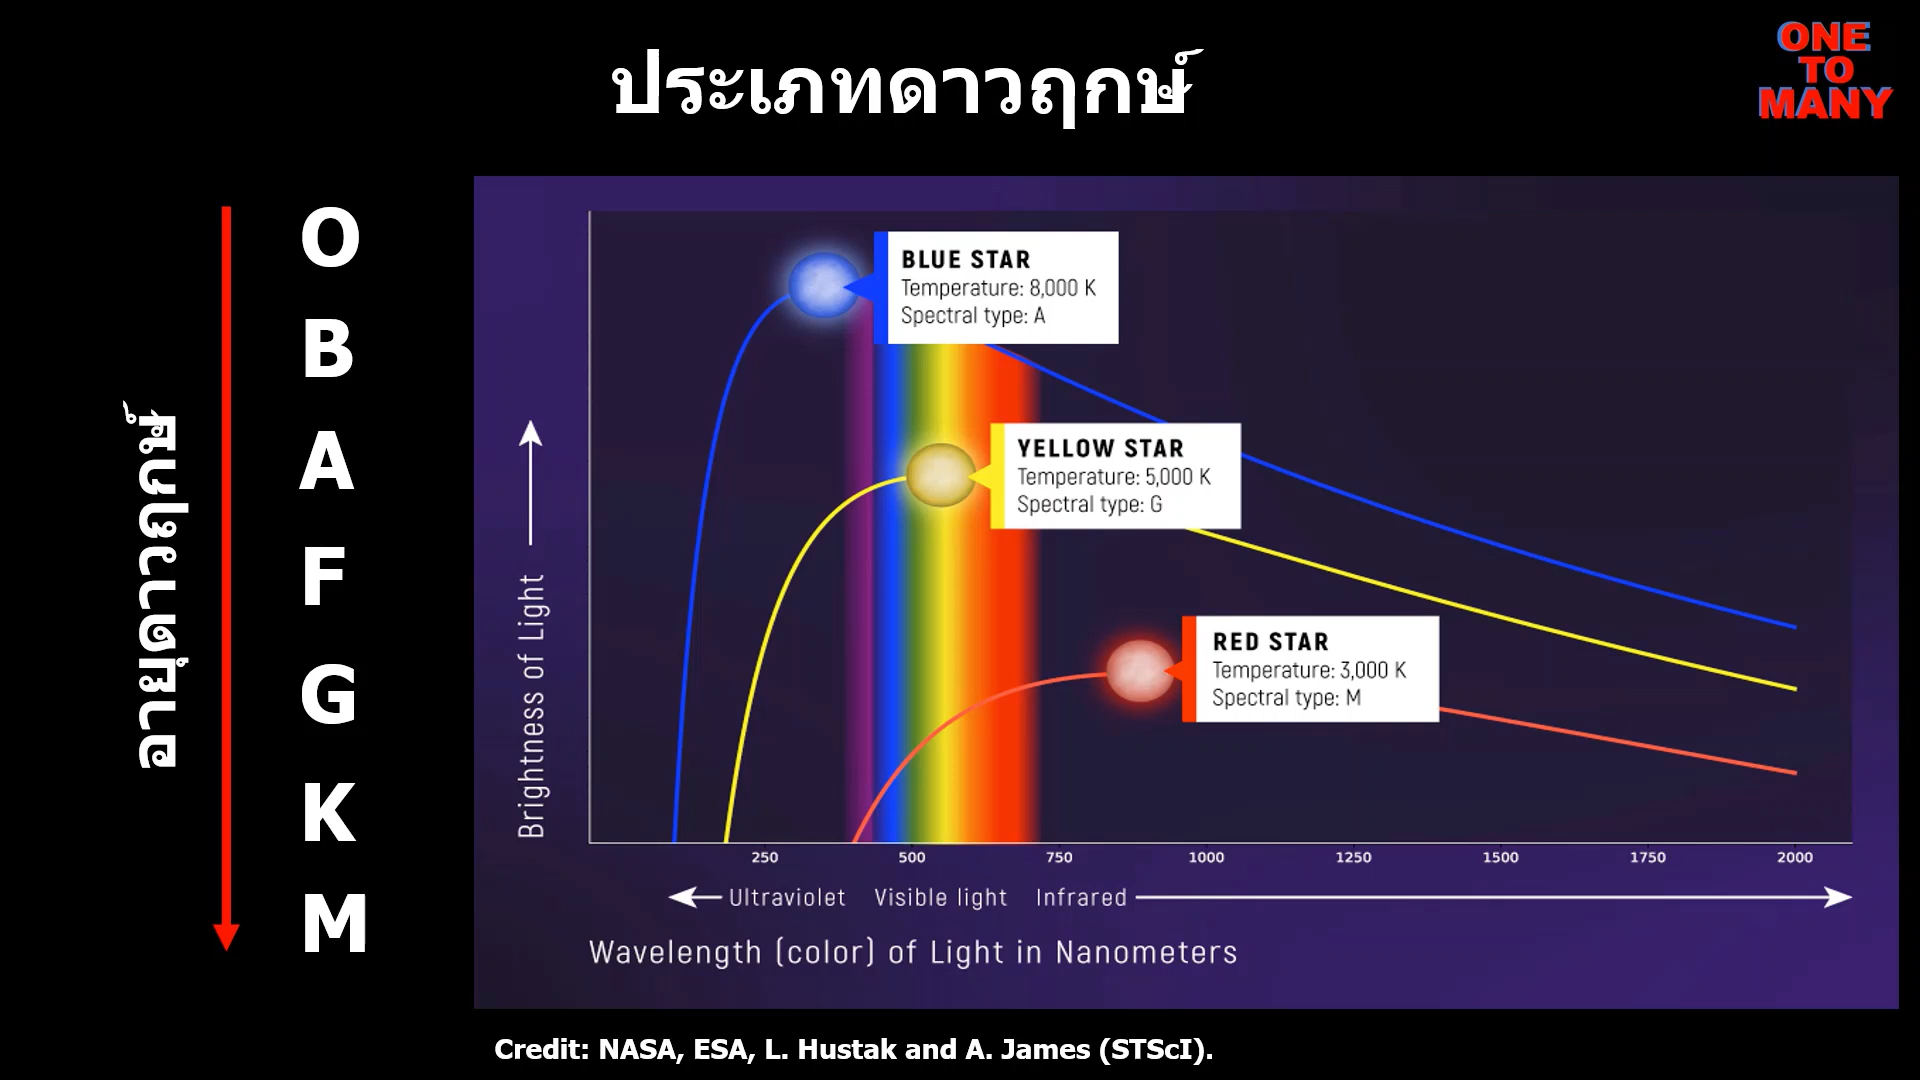 ประเภทดาวฤกษ์
ONE
TO
MANY
อายุดาวฤกษ์
O
B
A
F
G
K
M
BLUE STAR
Temperature: 8,000 K
Spectral type: A
YELLOW STAR
Temperature: 5,000 K
Spectral type: G
RED STAR
Temperature: 3,000 K
Spectral type: M
Brightness of Light
250 500 750 1000 1250 1500 1750 2000
Ultraviolet Visible light Infrared
Wavelength (color) of Light in Nanometers
Credit: NASA, ESA, L. Hustak and A. James (STScI).